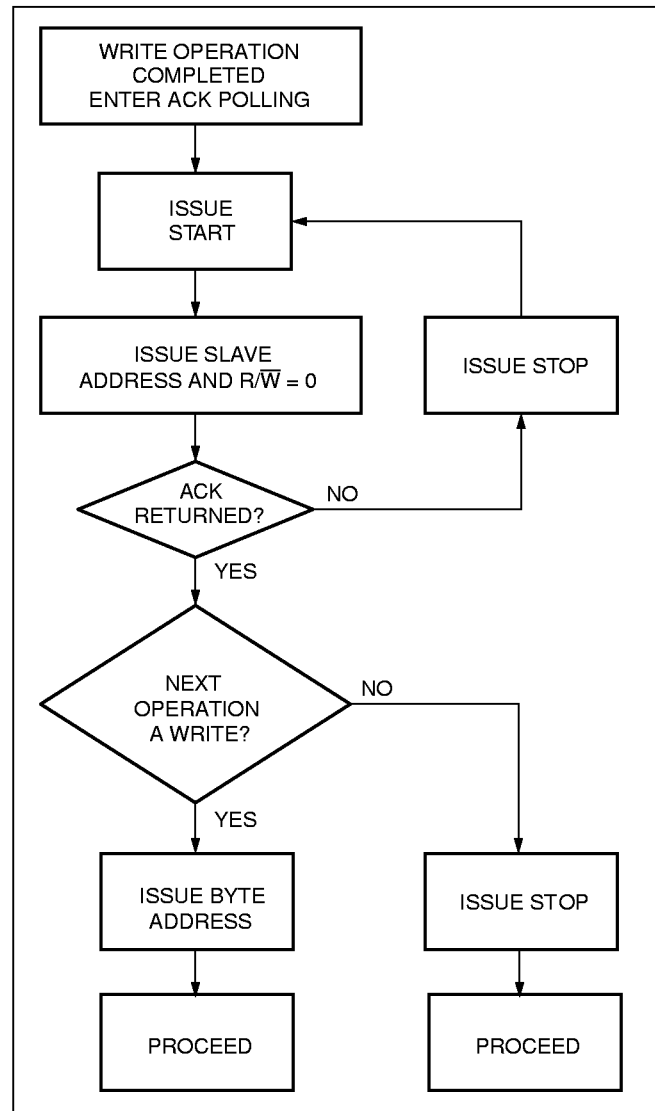 WRITE OPERATION
COMPLETED
ENTER ACK POLLING
ISSUE
START
ISSUE SLAVE
ADDRESS AND R/W̅ = 0
ISSUE STOP
ACK
RETURNED?
NO
YES
NEXT
OPERATION
A WRITE?
NO
YES
ISSUE BYTE
ADDRESS
ISSUE STOP
PROCEED
PROCEED